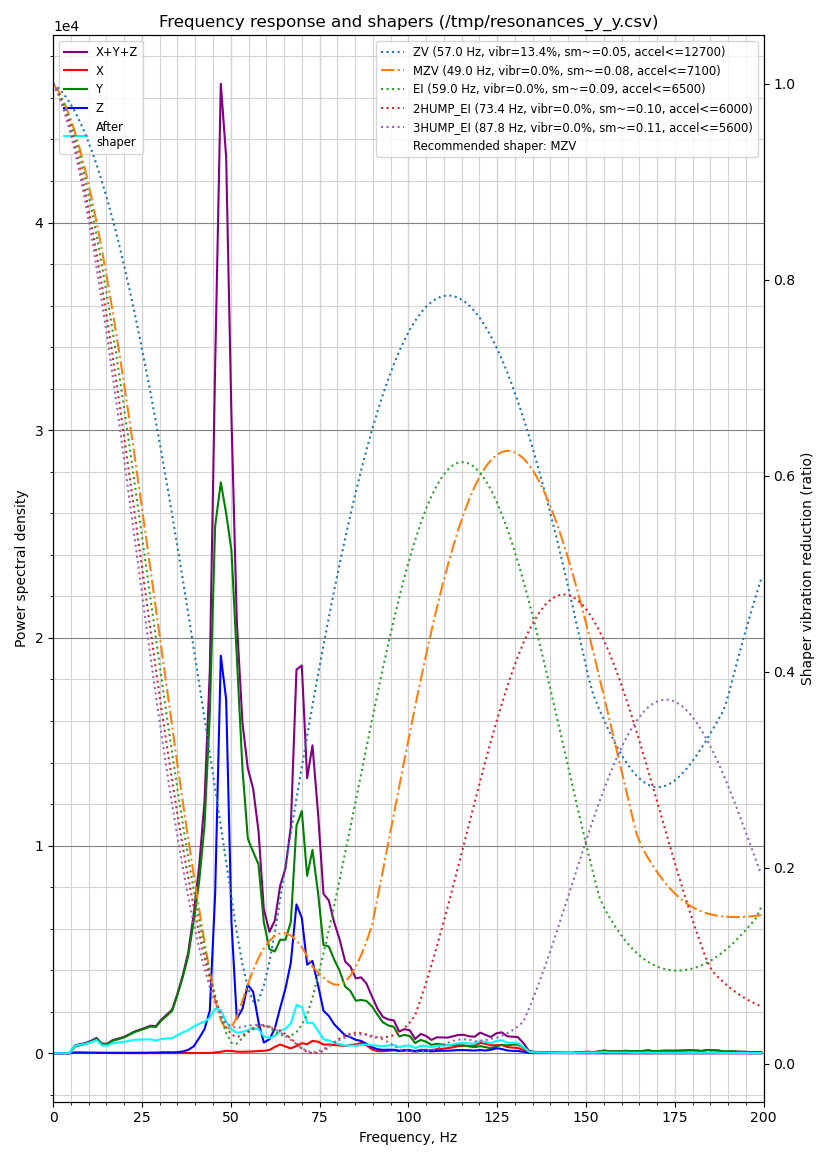 Frequency response and shapers (/tmp/resonances_y_y.csv)
1e4
X+Y+Z
X
Y
Z
After
shaper
ZV (57.0 Hz, vibr=13.4%, sm~=0.05, accel<=12700)
MZV (49.0 Hz, vibr=0.0%, sm~=0.08, accel<=7100)
EI (59.0 Hz, vibr=0.0%, sm~=0.09, accel<=6500)
2HUMP_EI (73.4 Hz, vibr=0.0%, sm~=0.10, accel<=6000)
3HUMP_EI (87.8 Hz, vibr=0.0%, sm~=0.11, accel<=5600)
Recommended shaper: MZV
Power spectral density
4
3
2
1
0
1.0
0.8
0.6
0.4
0.2
0.0
Shaper vibration reduction (ratio)
0 25 50 75 100 125 150 175 200
Frequency, Hz